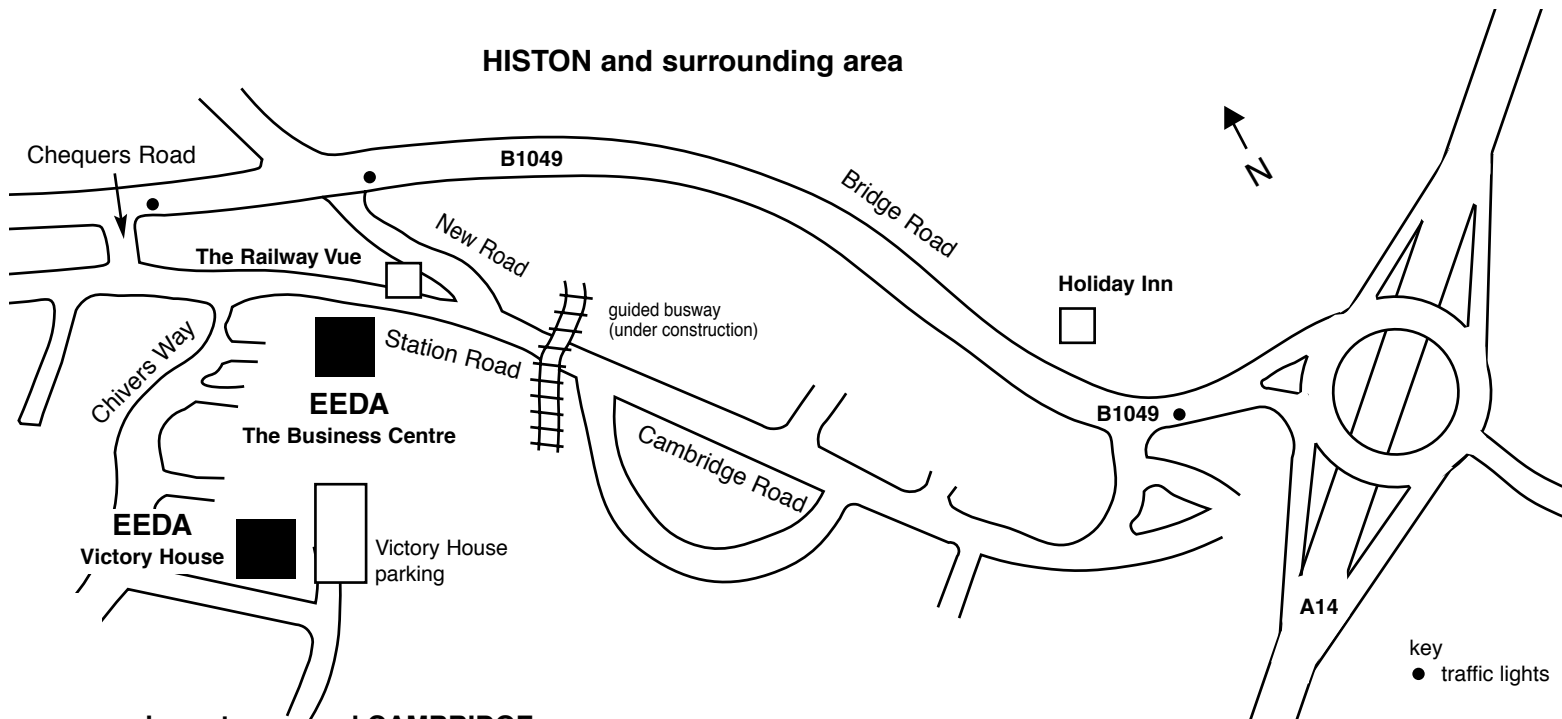 HISTON and surrounding area
Chequers Road
B1049
Bridge Road
N
New Road
The Railway Vue
Holiday Inn
guided busway
(under construction)
Station Road
Chivers Way
EEDA
The Business Centre
B1049
Cambridge Road
EEDA
Victory House
Victory House
parking
A14
key
traffic lights
CAMBRIDGE